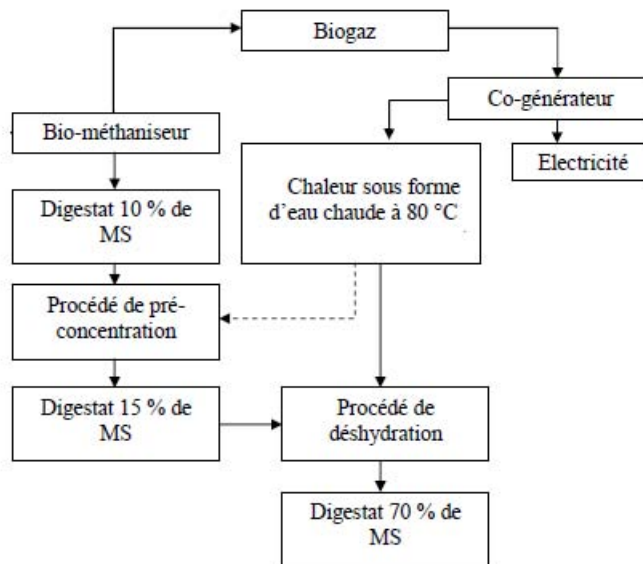 Biogaz
Co-générateur
Bio-méthaniseur
Electricité
Chaleur sous forme
d'eau chaude à 80 °C
Digestat 10 % de
MS
Procédé de pré-
concentration
Digestat 15 % de
MS
Procédé de
déshydration
Digestat 70 % de
MS